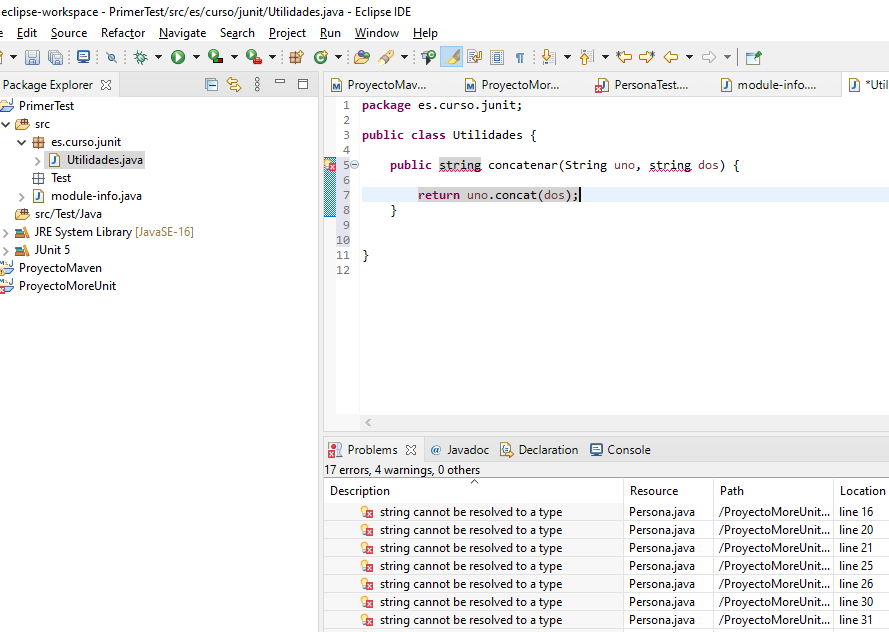 eclipse-workspace - PrimerTest/src/es/curso/junit/Utilidades.java - Eclipse IDE
e Edit Source Refactor Navigate Search Project Run Window Help
Package Explorer
PrimerTest
src
es.curso.junit
Utilidades.java
Test
module-info.java
src/Test/Java
JRE System Library [JavaSE-16]
JUnit 5
ProyectoMaven
ProyectoMoreUnit
ProyectoMav... ProyectoMor... PersonaTest.... module-info.... *Util
1 package es.curso.junit;
2
3 public class Utilidades {
4
5 public string concatenar(String uno, string dos) {
6
7 return uno.concat(dos);
8 }
9
10
11 }
12
Problems @ Javadoc Declaration Console
17 errors, 4 warnings, 0 others
Description Resource Path Location
string cannot be resolved to a type Persona.java /ProyectoMoreUnit... line 16
string cannot be resolved to a type Persona.java /ProyectoMoreUnit... line 20
string cannot be resolved to a type Persona.java /ProyectoMoreUnit... line 21
string cannot be resolved to a type Persona.java /ProyectoMoreUnit... line 25
string cannot be resolved to a type Persona.java /ProyectoMoreUnit... line 26
string cannot be resolved to a type Persona.java /ProyectoMoreUnit... line 30
string cannot be resolved to a type Persona.java /ProyectoMoreUnit... line 31